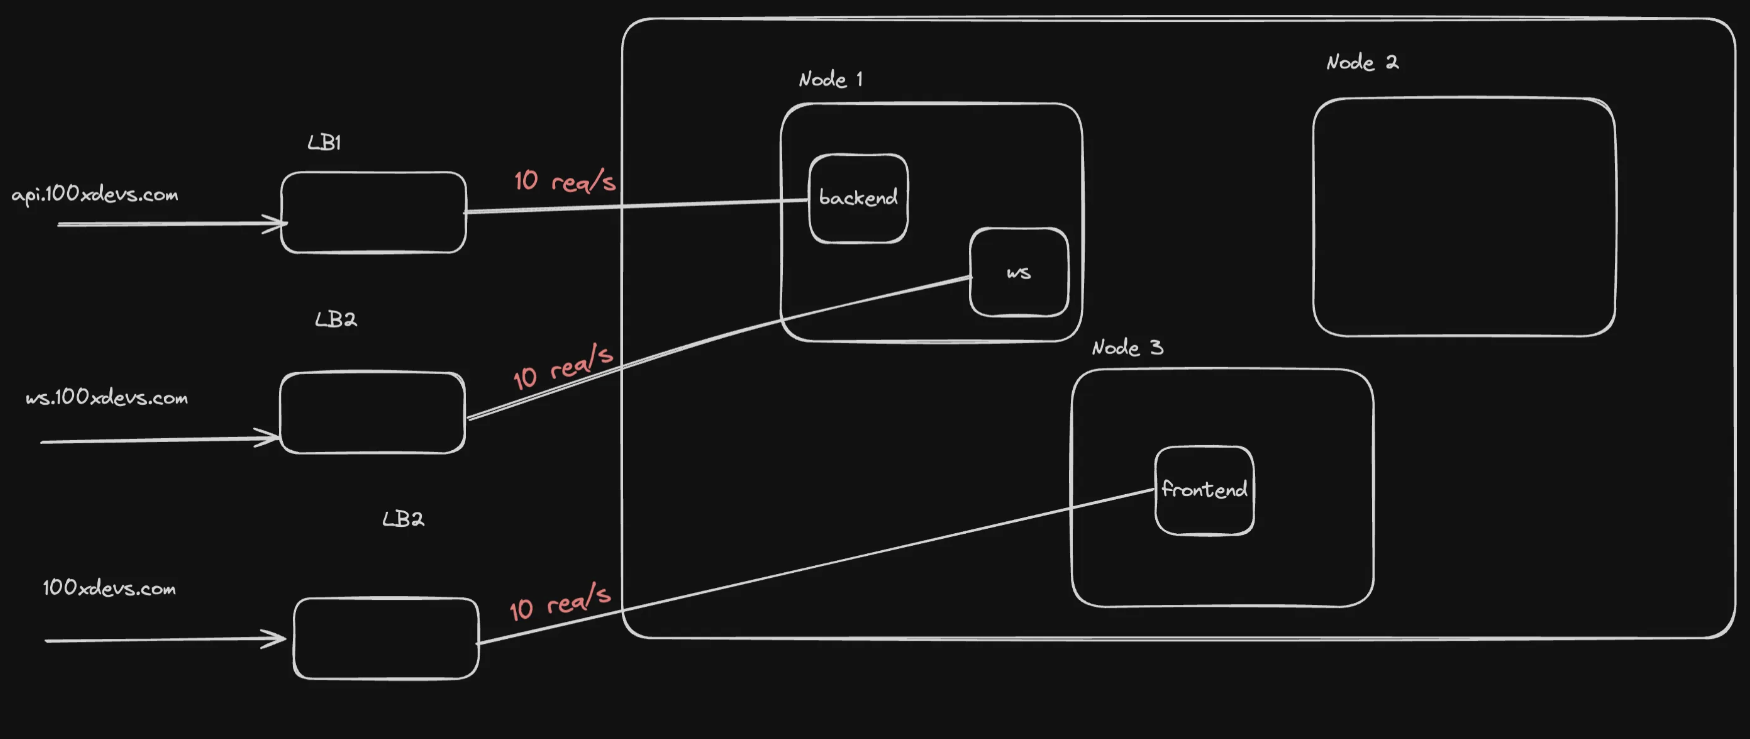 Node 2
Node 1
LB1
10 req/s
api.100xdevs.com
backend
ws
LB2
Node 3
10 req/s
ws.100xdevs.com
frontend
LB2
100xdevs.com
10 req/s